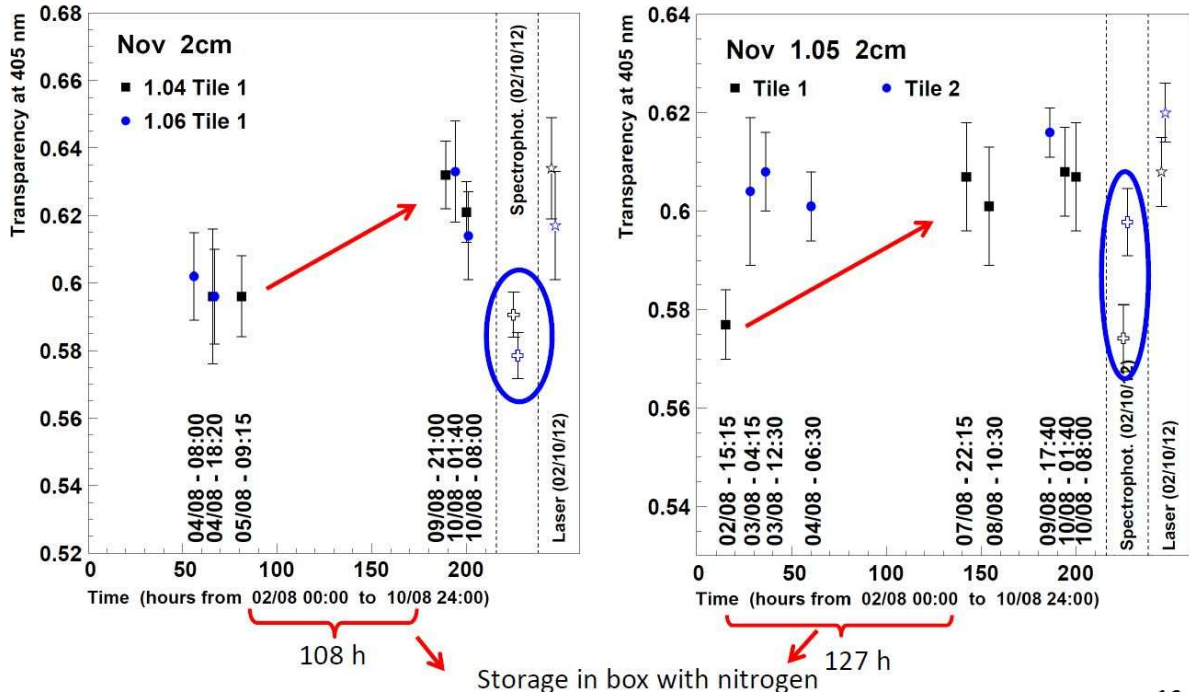 Transparency at 405 nm
0.68
0.66
0.64
0.62
0.6
0.58
0.56
0.54
0.52
Nov 2cm
1.04 Tile 1
1.06 Tile 1
Spectrophot. (02/10/12)
Laser (02/10/12)
04/08 - 08:00
04/08 - 18:20
05/08 - 09:15
09/08 - 21:00
10/08 - 01:40
10/08 - 08:00
0 50 100 150 200
Time (hours from 02/08 00:00 to 10/08 24:00)
108 h
Transparency at 405 nm
0.64
0.62
0.6
0.58
0.56
0.54
Nov 1.05 2cm
Tile 1
Tile 2
02/08 - 15:15
03/08 - 04:15
03/08 - 12:30
04/08 - 06:30
07/08 - 22:15
08/08 - 10:30
09/08 - 17:40
10/08 - 01:40
10/08 - 08:00
Spectrophot. (02/10/12)
Laser (02/10/12)
0 50 100 150 200
Time (hours from 02/08 00:00 to 10/08 24:00)
127 h
Storage in box with nitrogen